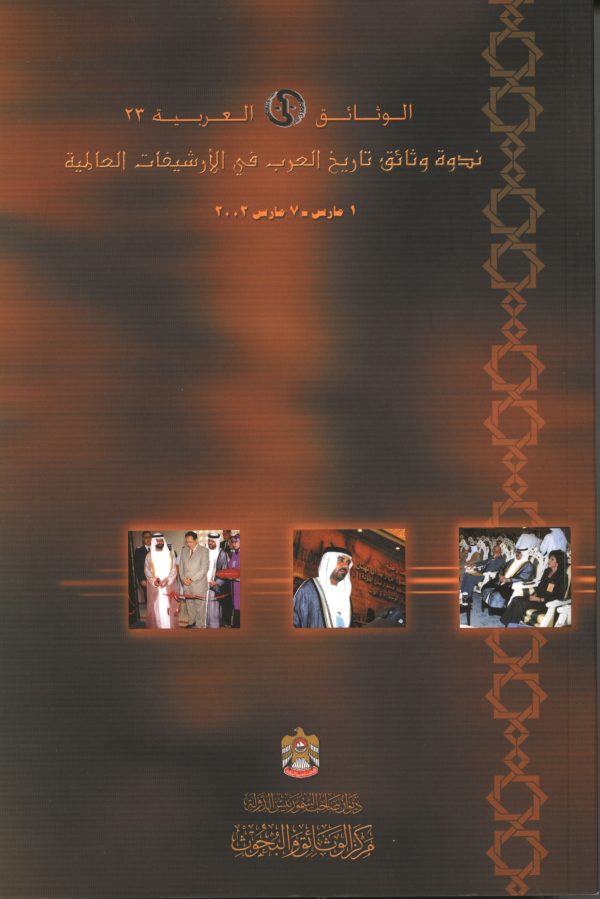 الوثائق العربية ٢٣
ندوة وثائق تاريخ العرب في الأرشيفات العالمية
١ مارس - ٧ مارس ٢٠٠٢
ديوان صاحب السمو رئيس الدولة
مركز الوثائق والبحوث